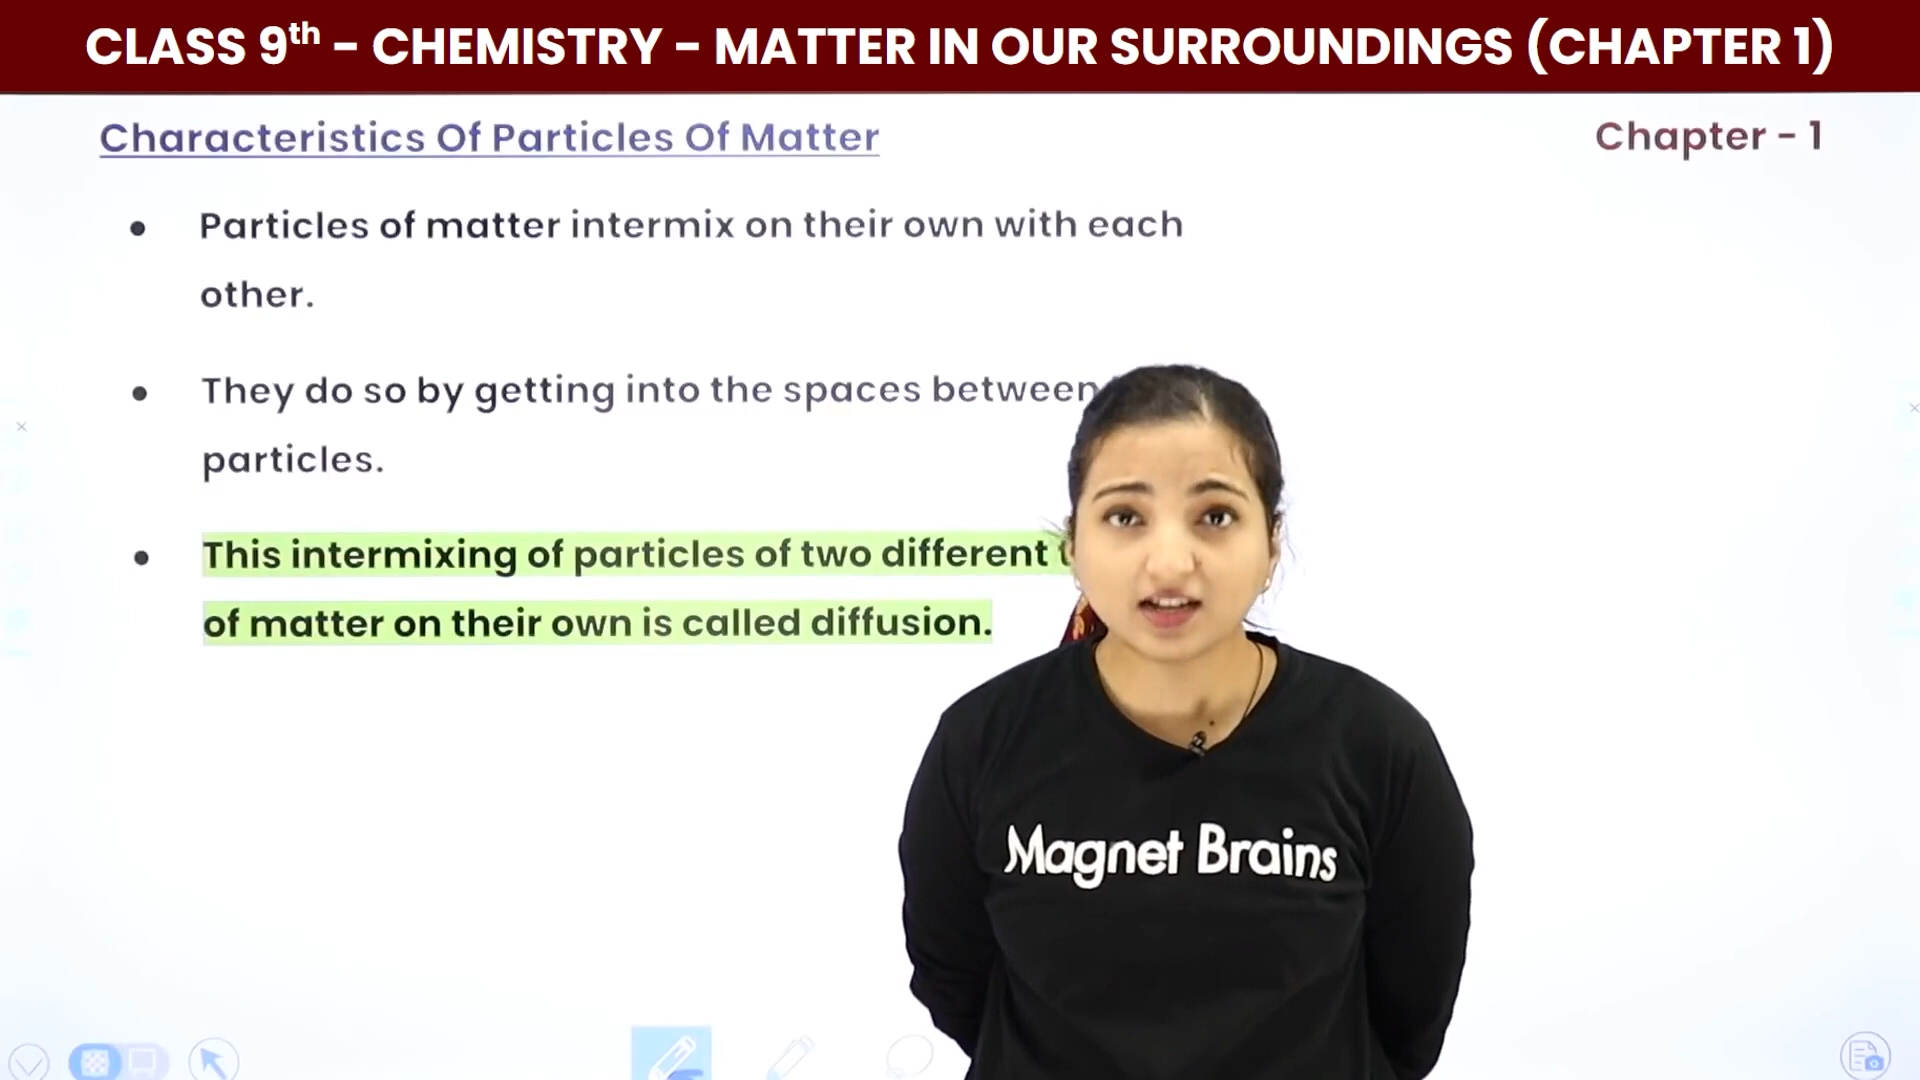 CLASS 9th – CHEMISTRY – MATTER IN OUR SURROUNDINGS (CHAPTER 1)
Characteristics Of Particles Of Matter
Chapter - 1
• Particles of matter intermix on their own with each
other.
• They do so by getting into the spaces between
particles.
• This intermixing of particles of two different
of matter on their own is called diffusion.
Magnet Brains